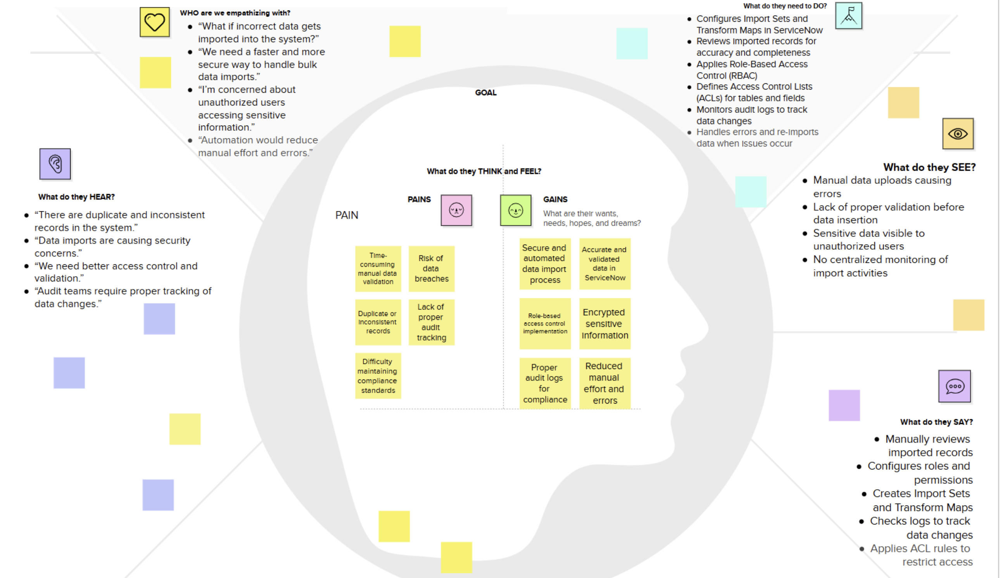 WHO are we empathizing with?
● “What if incorrect data gets
imported into the system?”
● “We need a faster and more
secure way to handle bulk
data imports.”
● “I’m concerned about
unauthorized users
accessing sensitive
information.”
● “Automation would reduce
manual effort and errors.”
What do they need to DO?
● Configures Import Sets and
Transform Maps in ServiceNow
● Reviews imported records for
accuracy and completeness
● Applies Role-Based Access
Control (RBAC)
● Defines Access Control Lists
(ACLs) for tables and fields
● Monitors audit logs to track
data changes
● Handles errors and re-imports
data when issues occur
What do they SEE?
● Manual data uploads causing
errors
● Lack of proper validation before
data insertion
● Sensitive data visible to
unauthorized users
● No centralized monitoring of
import activities
What do they SAY?
● Manually reviews
imported records
● Configures roles and
permissions
● Creates Import Sets
and Transform Maps
● Checks logs to track
data changes
● Applies ACL rules to
restrict access
What do they HEAR?
● “There are duplicate and inconsistent
records in the system.”
● “Data imports are causing security
concerns.”
● “We need better access control and
validation.”
● “Audit teams require proper tracking of
data changes.”
GOAL
What do they THINK and FEEL?
PAINS
PAIN
Time-
consuming
manual data
validation
Risk of
data
breaches
Duplicate or
inconsistent
records
Lack of
proper
audit
tracking
Difficulty
maintaining
compliance
standards
GAINS
What are their wants,
needs, hopes, and dreams?
Secure and
automated
data import
process
Accurate and
validated
data in
ServiceNow
Role-based
access control
implementation
Encrypted
sensitive
information
Proper
audit logs
for
compliance
Reduced
manual
effort and
errors